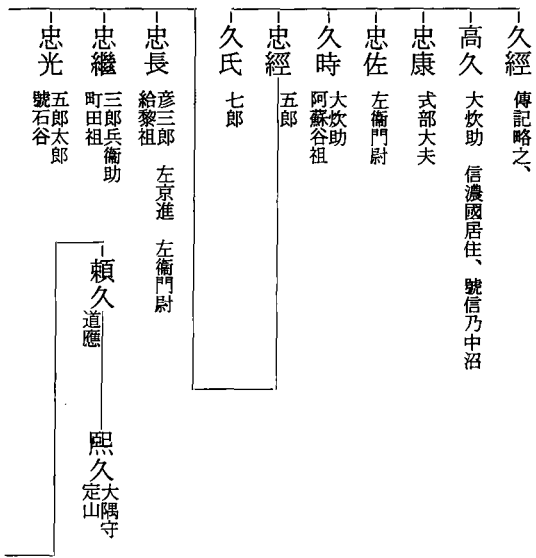 久經 傳記略之、
高久 大炊助 信濃國居住、號信乃中沼
忠康 式部大夫
忠佐 左衞門尉
久時 大炊助
阿蘇谷祖
忠經 五郎
久氏 七郎
忠長 彦三郎 左京進 左衞門尉
給黎祖
忠繼 三郎兵衞助
町田祖
忠光 五郎太郎
號石谷
頼久 道應
熈久 大隅守
定山